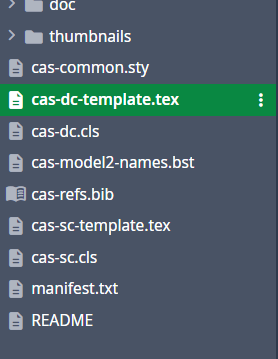 doc
thumbnails
cas-common.sty
cas-dc-template.tex
cas-dc.cls
cas-model2-names.bst
cas-refs.bib
cas-sc-template.tex
cas-sc.cls
manifest.txt
README